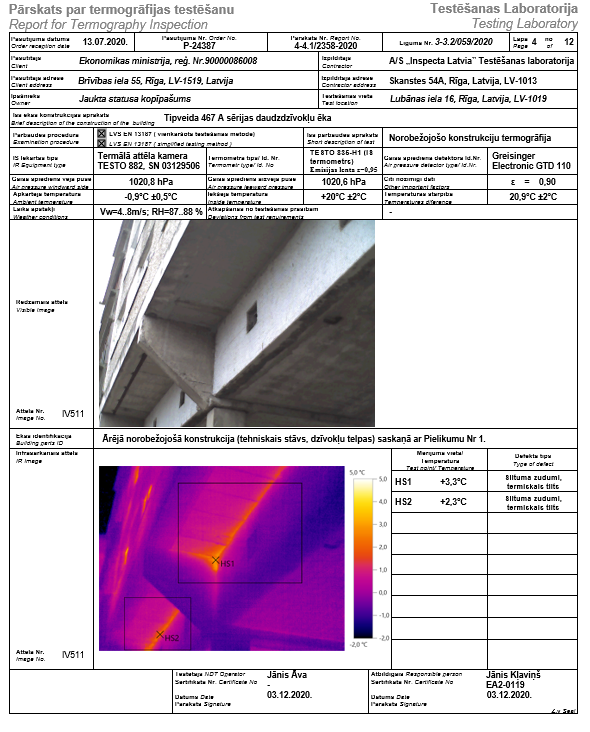 Pārskats par termogrāfijas testēšanu Testēšanas Laboratorija
Report for Termography Inspection Testing Laboratory
Pasūtījuma datums 13.07.2020. Pasūtījuma Nr. Order No. Pārskata Nr. Report No. Līguma Nr. 3-3.2/059/2020 Lapa 4 no 12
Order reception date P-24387 4-4.1/2358-2020 Page of
Pasūtītājs Ekonomikas ministrija, reģ. Nr.90000086008 Izpildītājs A/S „Inspecta Latvia” Testēšanas laboratorija
Client Contractor
Pasūtītāja adrese Brīvības iela 55, Rīga, LV-1519, Latvija Izpildītāja adrese Skanstes 54A, Rīga, Latvija, LV-1013
Client address Contractor address
Īpašnieks Jaukta statusa kopīpašums Testēšanas vieta Lubānas iela 16, Rīga, Latvija, LV-1019
Owner Test location
Īss ēkas konstrukcijas apraksts Tipveida 467 A sērijas daudzdzīvokļu ēka
Brief description of the construction of the building
Pārbaudes procedūra LVS EN 13187 ( vienkāršota testēšanas metode) Īss pārbaudes apraksts Norobežojošo konstrukciju termogrāfija
Examination procedure LVS EN 13187 ( simplified testing method ) Short description of test
IS iekārtas tips Termālā attēla kamera Termometra tips/ Id. Nr. TESTO 835-H1 (IS termometrs) Gaisa spiediena detektors Id.Nr. Greisinger
IR Equipment type TESTO 882, SN 03129506 Termometer type/ Id. No Emisijas lenta ε=0,95 Air pressure detector type/ Id. No Electronic GTD 110
Gaisa spiediens vēja pusē 1020,8 hPa Gaisa spiediens aizvēja pusē 1020,6 hPa Citi nozīmīgi dati ε = 0,90
Air pressure windward side Air pressure leeward pressure Other important factors
Apkārtējā temperatūra -0,9°C ±0,5°C Iekšējā temperatūra +20°C ±2°C Temperatūras starpība 20,9°C ±2°C
Ambient temperature Inside temperature Temperatures diference
Laika apstākļi Vw=4..8m/s; RH=87..88 % Atkāpšanās no testēšanas prasībām -
Weather conditions Deviations from test requirements
Redzamais attēls
Visible image
Attēla Nr. IV511
Image No.
Ēkas identifikācija Ārējā norobežojošā konstrukcija (tehniskais stāvs, dzīvokļu telpas) saskaņā ar Pielikumu Nr 1.
Building parts ID
Infrasarkanais attēls Mērījuma vieta/ Temperatūra Defekta tips
IR image Test point/ Temperature Type of defect
5,0 °C
5,0
4,0
3,0
2,0
1,0
0,0
-1,0
-2,0
-2,0 °C
HS1
HS2
HS1 +3,3°C Siltuma zudumi, termiskais tilts
HS2 +2,3°C Siltuma zudumi, termiskais tilts
Attēla Nr. IV511
Image No.
Testētājs NDT Operator Jānis Āva Atbildīgais Responsible person Jānis Kļaviņš
Sertifikāta Nr. Certificate No - Sertifikāta Nr. Certificate No EA2-0119
Datums Date 03.12.2020. Datums Date 03.12.2020.
Paraksts Signature Paraksts Signature